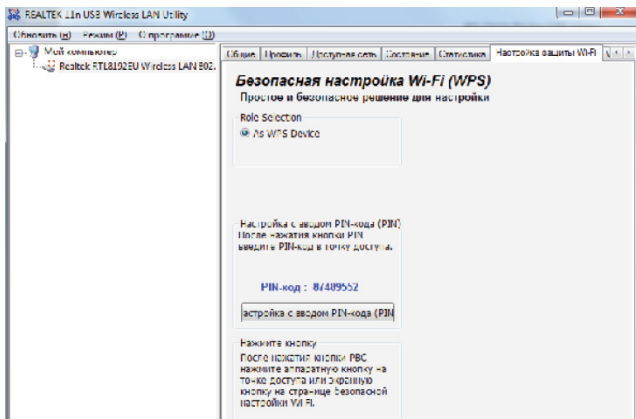 REALTEK 11n USB Wireless LAN Utility
Обновить (R) Режим (M) О программе (A)
Мой компьютер
Realtek RTL8192EU Wireless LAN 802.
Общие Профиль Доступная сеть Состояние Статистика Настройка защиты Wi-Fi
Безопасная настройка Wi-Fi (WPS)
Простое и безопасное решение для настройки
Role Selection
As WPS Device
Настройка с вводом PIN-кода (PIN)
После нажатия кнопки PIN
введите PIN-код в точку доступа.
PIN-код : 87489552
астройка с вводом PIN-кода (PIN
Нажмите кнопку
После нажатия кнопки PBC
нажмите аппаратную кнопку на
точке доступа или экранную
кнопку на странице безопасной
настройки Wi-Fi.